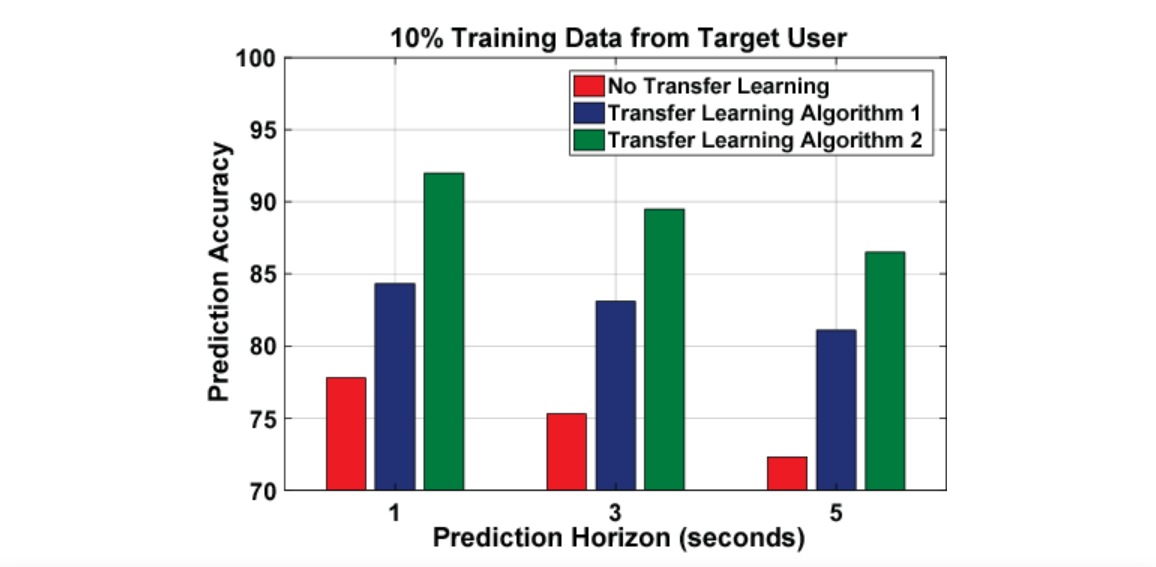 10% Training Data from Target User
100
95
90
85
80
75
70
Prediction Accuracy
No Transfer Learning
Transfer Learning Algorithm 1
Transfer Learning Algorithm 2
1 3 5
Prediction Horizon (seconds)